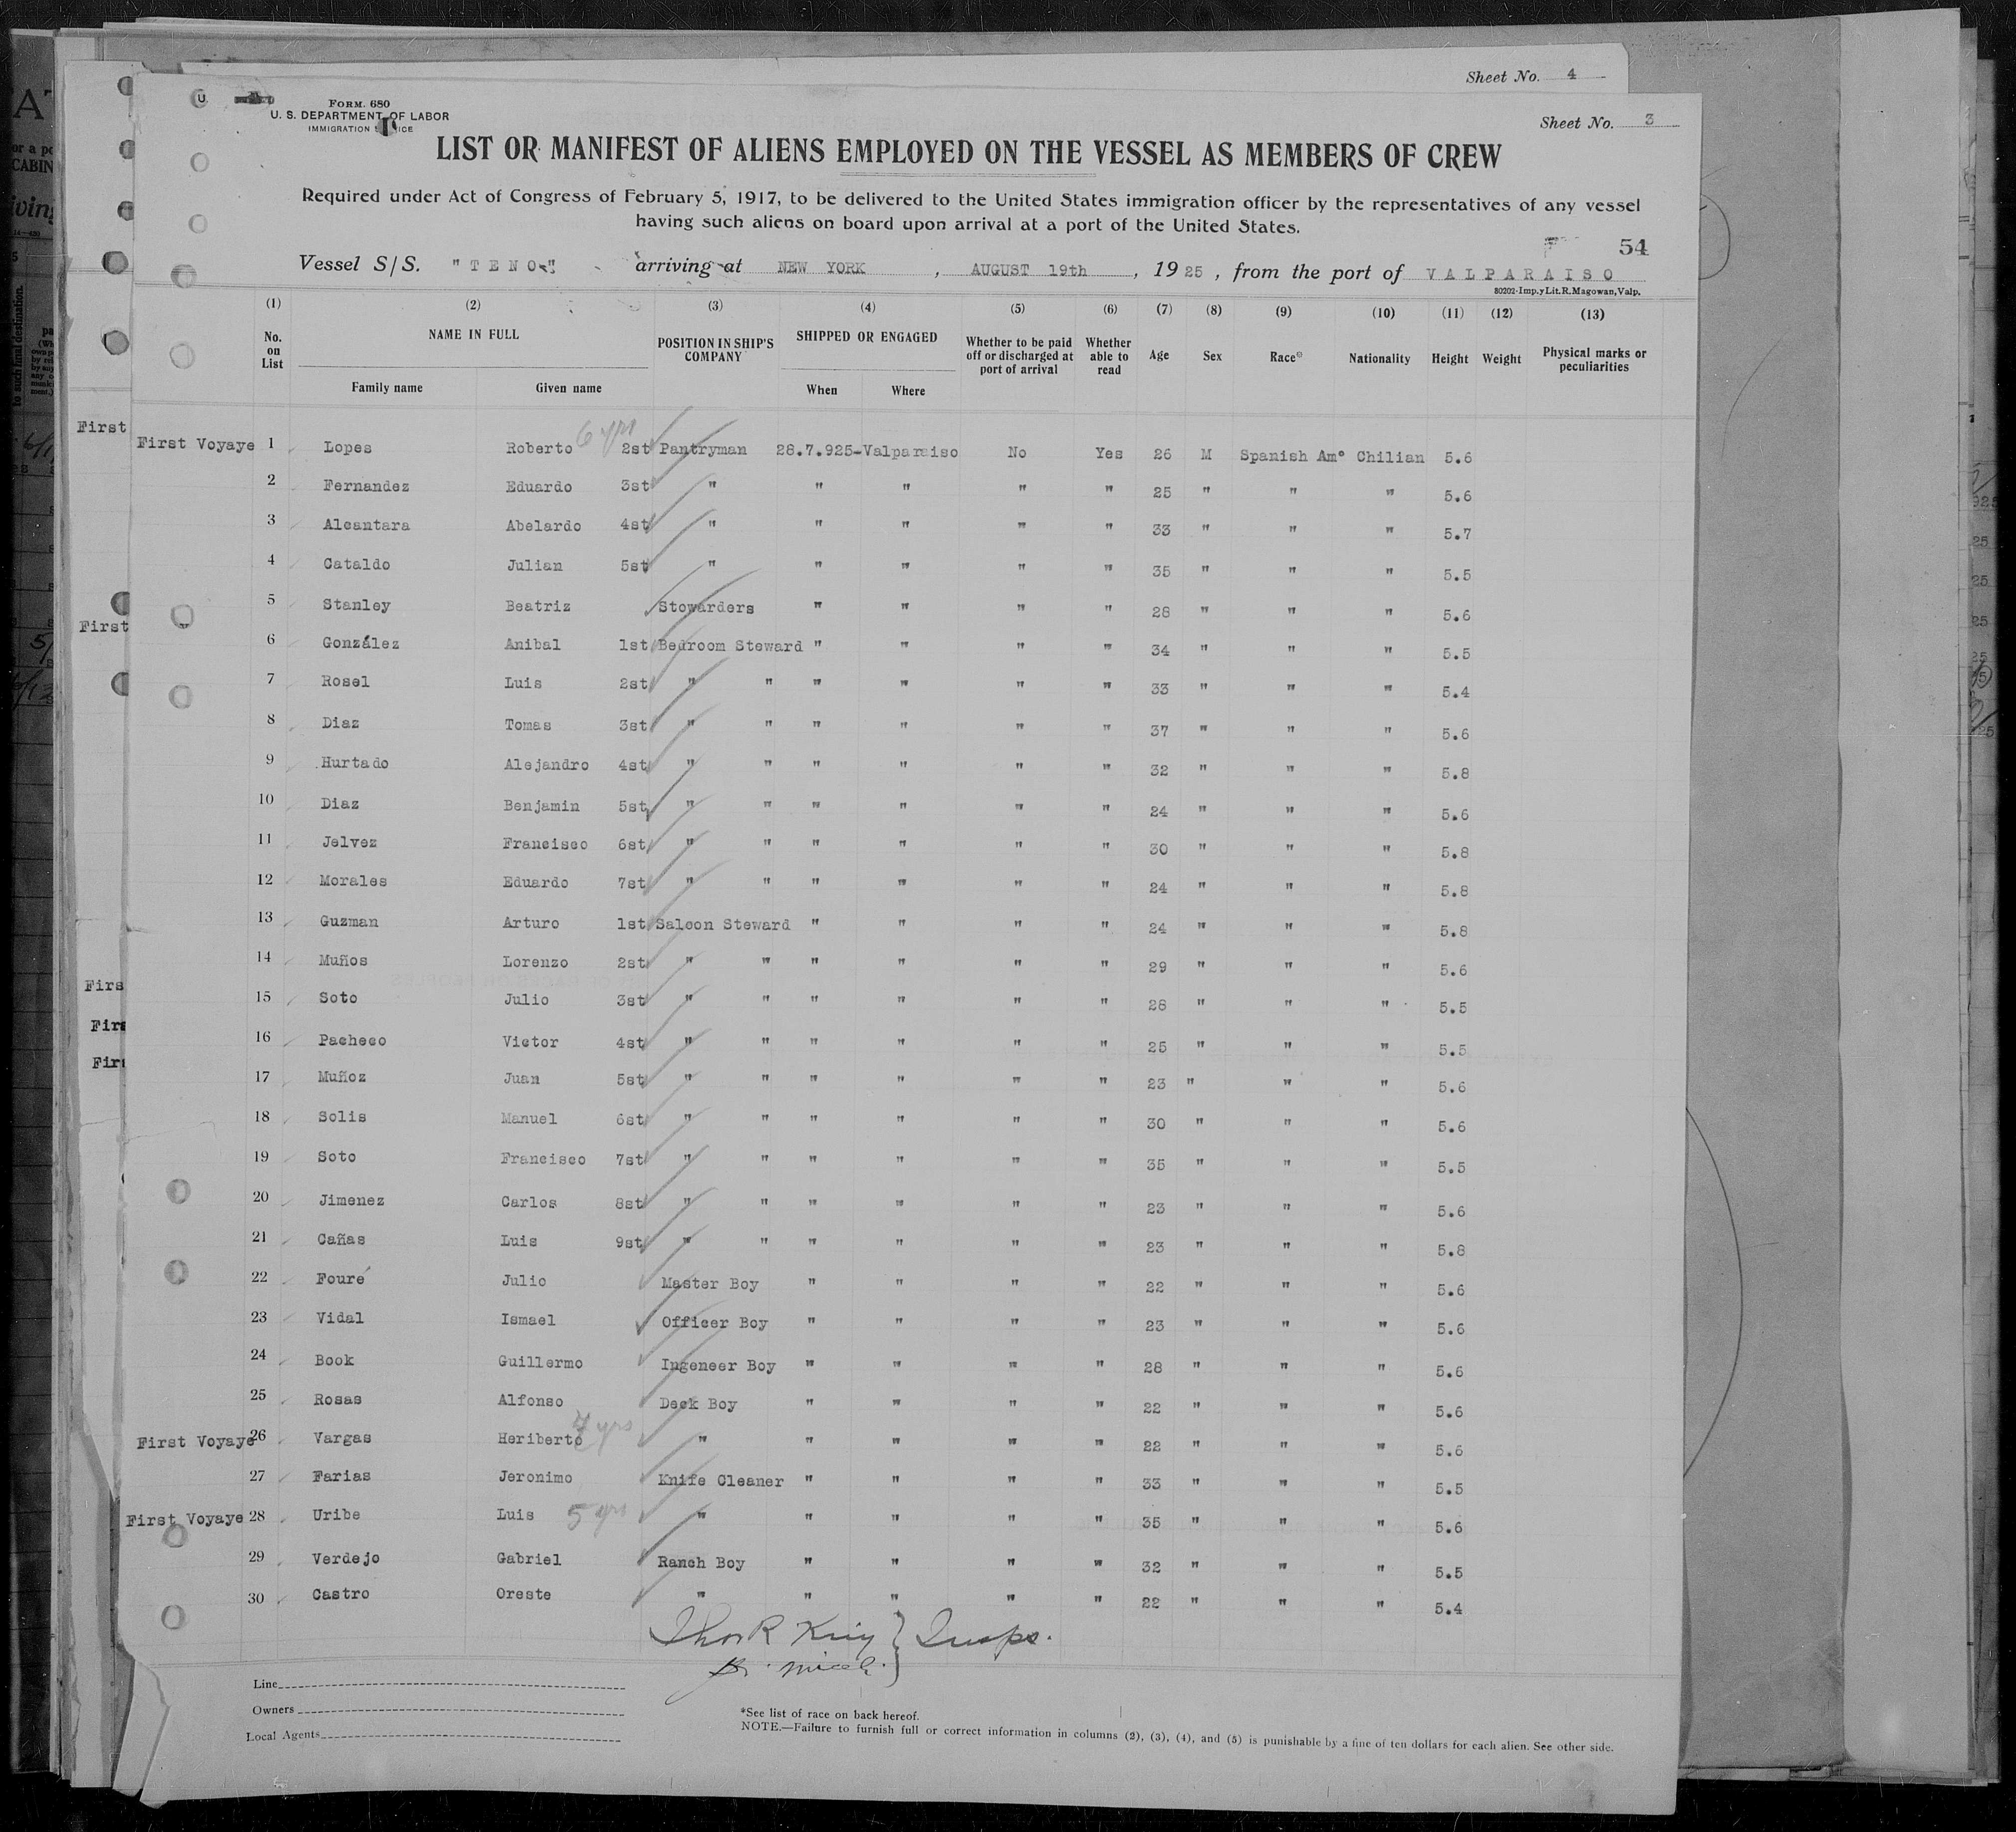 Sheet No. 4
Sheet No. 3
FORM. 680
U. S. DEPARTMENT OF LABOR
IMMIGRATION
LIST OR MANIFEST OF ALIENS EMPLOYED ON THE VESSEL AS MEMBERS OF CREW
Required under Act of Congress of February 5, 1917, to be delivered to the United States immigration officer by the representatives of any vessel
having such aliens on board upon arrival at a port of the United States.
54
Vessel S/S. "TENO" arriving at NEW YORK, AUGUST 19th, 1925, from the port of VALPARAISO
80202-Imp.y Lit.R.Magowan,Valp.
(1) (2) (3) (4) (5) (6) (7) (8) (9) (10) (11) (12) (13)
No. on List NAME IN FULL Family name Given name POSITION IN SHIP'S COMPANY SHIPPED OR ENGAGED When Where Whether to be paid off or discharged at port of arrival Whether able to read Age Sex Race* Nationality Height Weight Physical marks or peculiarities
First Voyaye 1 Lopes Roberto 6 yrs 2st Pantryman 28.7.925-Valparaiso No Yes 26 M Spanish Am° Chilian 5.6
2 Fernandez Eduardo 3st " " " " " 25 " " " 5.6
3 Alcantara Abelardo 4st " " " " " 33 " " " 5.7
4 Cataldo Julian 5st " " " " " 35 " " " 5.5
5 Stanley Beatriz Stowarders " " " " 28 " " " 5.6
6 González Anibal 1st Bedroom Steward " " " " 34 " " " 5.5
7 Rosel Luis 2st " " " " " " 33 " " " 5.4
8 Diaz Tomas 3st " " " " " " 37 " " " 5.6
9 Hurtado Alejandro 4st " " " " " " 32 " " " 5.8
10 Diaz Benjamin 5st " " " " " " 24 " " " 5.6
11 Jelvez Francisco 6st " " " " " " 30 " " " 5.8
12 Morales Eduardo 7st " " " " " " 24 " " " 5.8
13 Guzman Arturo 1st Saloon Steward " " " " 24 " " " 5.8
14 Muños Lorenzo 2st " " " " " " 29 " " " 5.6
15 Soto Julio 3st " " " " " " 28 " " " 5.5
16 Pacheco Victor 4st " " " " " " 25 " " " 5.5
17 Muñoz Juan 5st " " " " " " 23 " " " 5.6
18 Solis Manuel 6st " " " " " " 30 " " " 5.6
19 Soto Francisco 7st " " " " " " 35 " " " 5.5
20 Jimenez Carlos 8st " " " " " " 23 " " " 5.6
21 Cañas Luis 9st " " " " " " 23 " " " 5.8
22 Fouré Julio Master Boy " " " " 22 " " " 5.6
23 Vidal Ismael Officer Boy " " " " 23 " " " 5.6
24 Book Guillermo Ingeneer Boy " " " " 28 " " " 5.6
25 Rosas Alfonso Deck Boy " " " " 22 " " " 5.6
First Voyaye 26 Vargas Heriberto 7 yrs " " " " " 22 " " " 5.6
27 Farias Jeronimo Knife Cleaner " " " " 33 " " " 5.5
First Voyaye 28 Uribe Luis 5 yrs " " " " " 35 " " " 5.6
29 Verdejo Gabriel Ranch Boy " " " " 32 " " " 5.5
30 Castro Oreste " " " " " 22 " " " 5.4
Thos R King } Insps.
Line
Owners
Local Agents
*See list of race on back hereof.
NOTE.—Failure to furnish full or correct information in columns (2), (3), (4), and (5) is punishable by a fine of ten dollars for each alien. See other side.
First
First
Firs
Firs
Firs